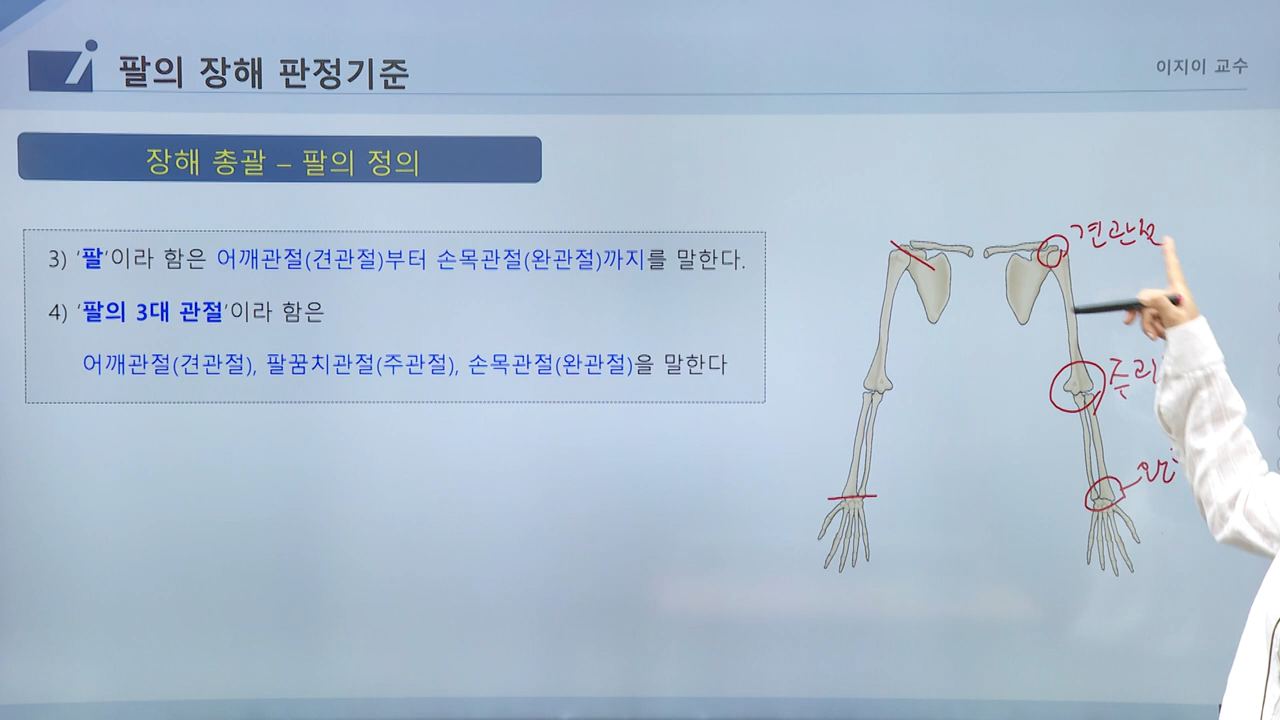 팔의 장해 판정기준
이지이 교수
장해 총괄 – 팔의 정의
3) ‘팔’이라 함은 어깨관절(견관절)부터 손목관절(완관절)까지를 말한다.
4) ‘팔의 3대 관절’이라 함은
어깨관절(견관절), 팔꿈치관절(주관절), 손목관절(완관절)을 말한다
견관절